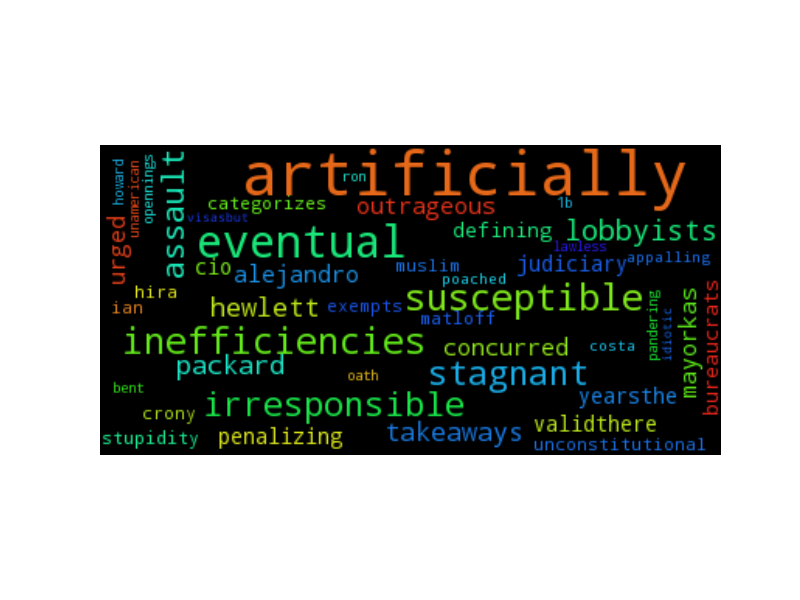 artificially
ron
howard
unamerican
opennings
assault
categorizes
outrageous
1b
visasbut
urged
eventual
defining
lobbyists
lawless
cio
alejandro
muslim
judiciary
appalling
poached
hira
ian
hewlett
exempts
susceptible
matloff
pandering
idiotic
mayorkas
bureaucrats
inefficiencies
concurred
costa
packard
oath
stagnant
bent
yearsthe
crony
irresponsible
validthere
stupidity
penalizing
takeaways
unconstitutional